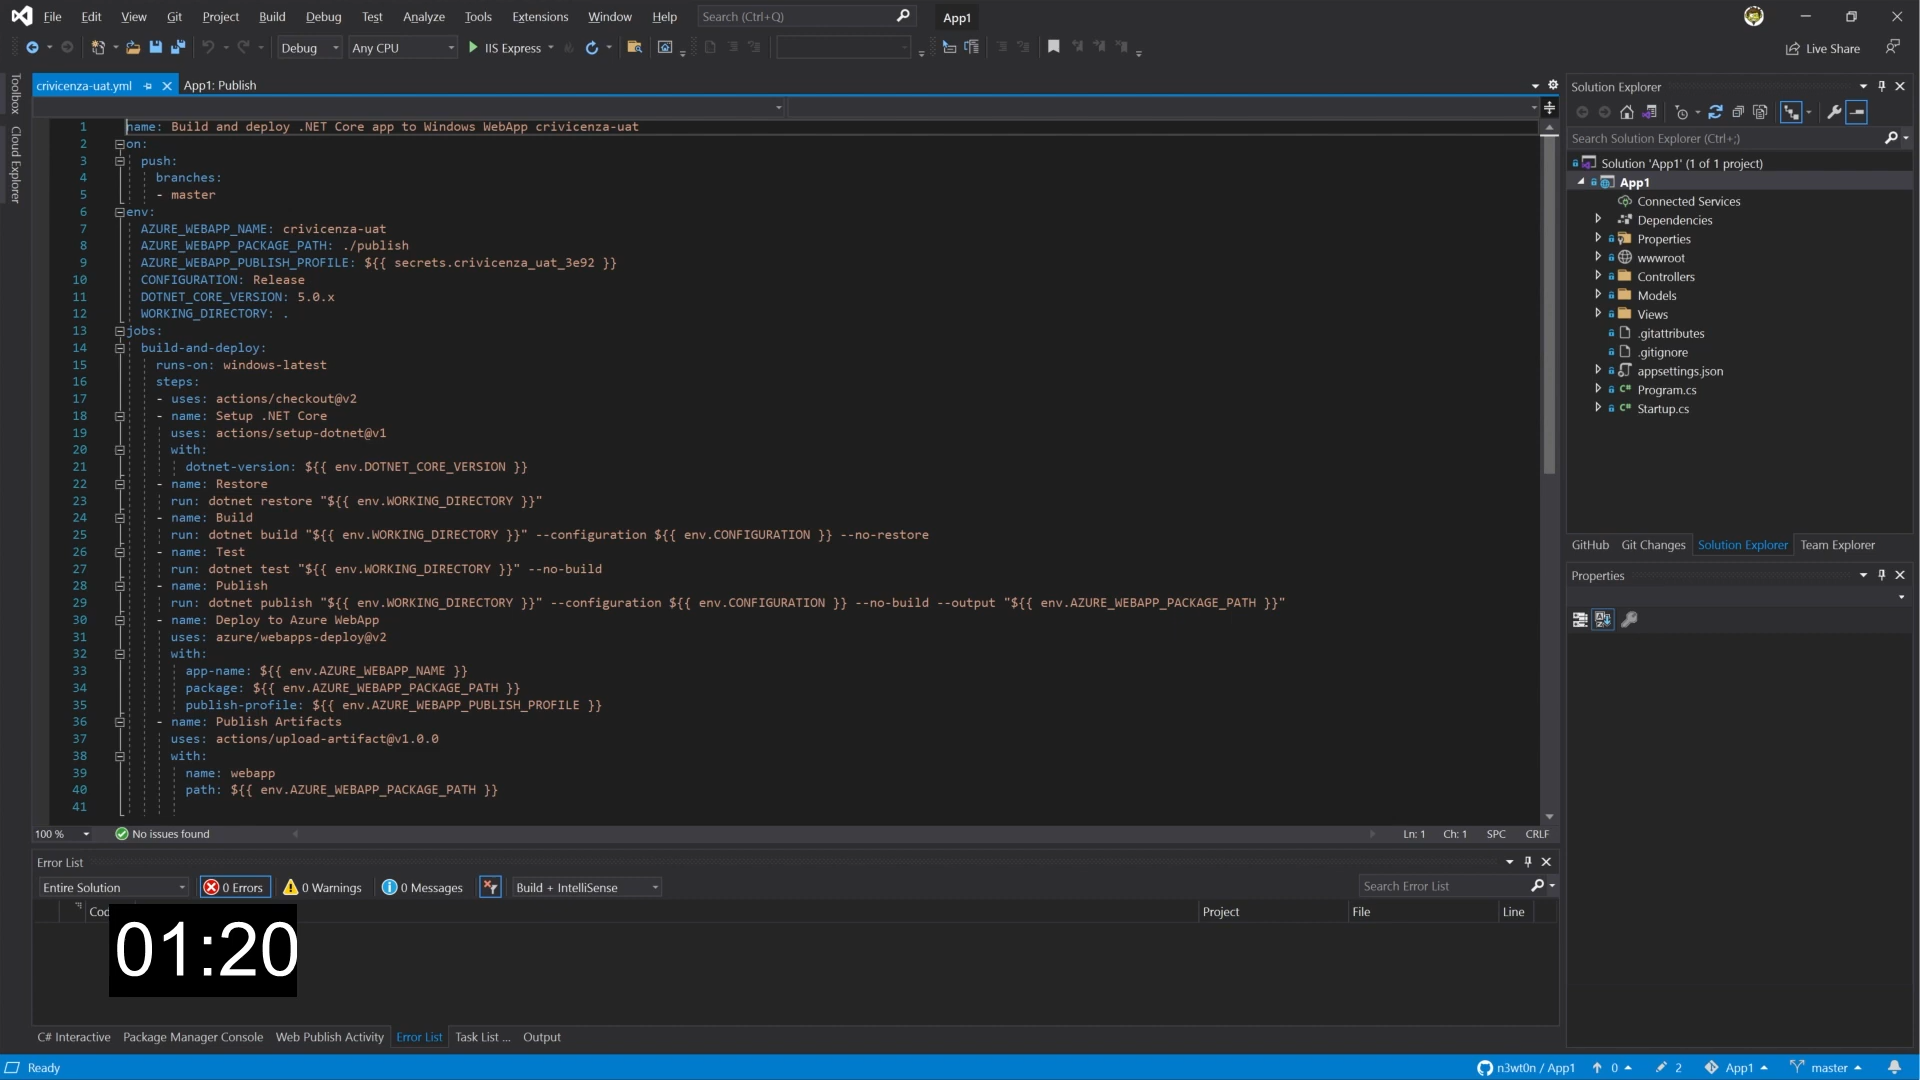 File Edit View Git Project Build Debug Test Analyze Tools Extensions Window Help Search (Ctrl+Q) App1
Debug Any CPU IIS Express Live Share
Toolbox
Cloud Explorer
crivicenza-uat.yml App1: Publish
1 name: Build and deploy .NET Core app to Windows WebApp crivicenza-uat
2 on:
3 push:
4 branches:
5 - master
6 env:
7 AZURE_WEBAPP_NAME: crivicenza-uat
8 AZURE_WEBAPP_PACKAGE_PATH: ./publish
9 AZURE_WEBAPP_PUBLISH_PROFILE: ${{ secrets.crivicenza_uat_3e92 }}
10 CONFIGURATION: Release
11 DOTNET_CORE_VERSION: 5.0.x
12 WORKING_DIRECTORY: .
13 jobs:
14 build-and-deploy:
15 runs-on: windows-latest
16 steps:
17 - uses: actions/checkout@v2
18 - name: Setup .NET Core
19 uses: actions/setup-dotnet@v1
20 with:
21 dotnet-version: ${{ env.DOTNET_CORE_VERSION }}
22 - name: Restore
23 run: dotnet restore "${{ env.WORKING_DIRECTORY }}"
24 - name: Build
25 run: dotnet build "${{ env.WORKING_DIRECTORY }}" --configuration ${{ env.CONFIGURATION }} --no-restore
26 - name: Test
27 run: dotnet test "${{ env.WORKING_DIRECTORY }}" --no-build
28 - name: Publish
29 run: dotnet publish "${{ env.WORKING_DIRECTORY }}" --configuration ${{ env.CONFIGURATION }} --no-build --output "${{ env.AZURE_WEBAPP_PACKAGE_PATH }}"
30 - name: Deploy to Azure WebApp
31 uses: azure/webapps-deploy@v2
32 with:
33 app-name: ${{ env.AZURE_WEBAPP_NAME }}
34 package: ${{ env.AZURE_WEBAPP_PACKAGE_PATH }}
35 publish-profile: ${{ env.AZURE_WEBAPP_PUBLISH_PROFILE }}
36 - name: Publish Artifacts
37 uses: actions/upload-artifact@v1.0.0
38 with:
39 name: webapp
40 path: ${{ env.AZURE_WEBAPP_PACKAGE_PATH }}
41
100 % No issues found Ln: 1 Ch: 1 SPC CRLF
Error List
Entire Solution 0 Errors 0 Warnings 0 Messages Build + IntelliSense Search Error List
Cod Project File Line
01:20
C# Interactive Package Manager Console Web Publish Activity Error List Task List ... Output
Solution Explorer
Search Solution Explorer (Ctrl+;)
Solution 'App1' (1 of 1 project)
App1
Connected Services
Dependencies
Properties
wwwroot
Controllers
Models
Views
.gitattributes
.gitignore
appsettings.json
C# Program.cs
C# Startup.cs
GitHub Git Changes Solution Explorer Team Explorer
Properties
Ready n3wt0n / App1 0 2 App1 master